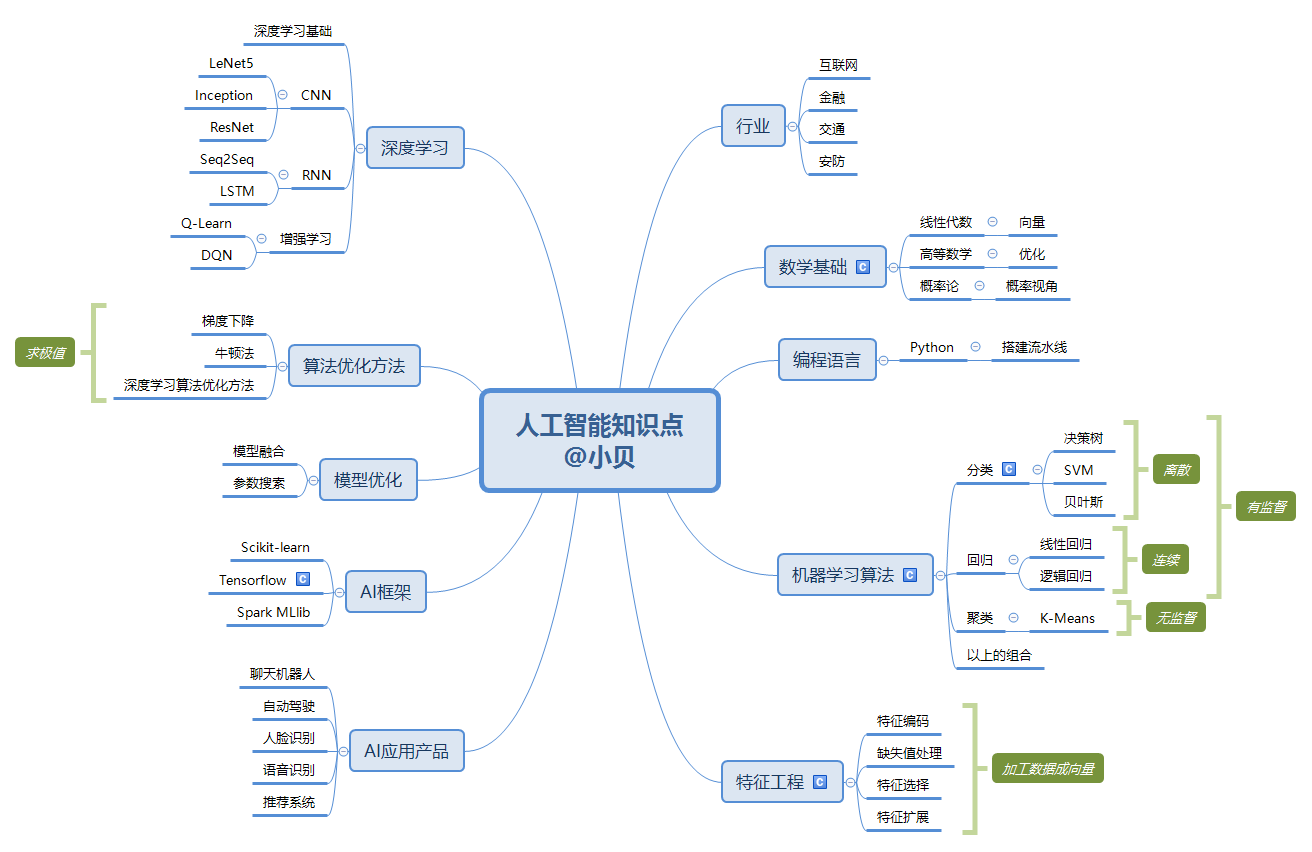 人工智能知识点
@小贝
行业
互联网
金融
交通
安防
数学基础
C
线性代数
向量
高等数学
优化
概率论
概率视角
编程语言
Python
搭建流水线
机器学习算法
C
分类
C
决策树
SVM
贝叶斯
离散
回归
线性回归
逻辑回归
连续
有监督
聚类
K-Means
无监督
以上的组合
特征工程
C
特征编码
缺失值处理
特征选择
特征扩展
加工数据成向量
深度学习
深度学习基础
CNN
LeNet5
Inception
ResNet
RNN
Seq2Seq
LSTM
增强学习
Q-Learn
DQN
算法优化方法
梯度下降
牛顿法
深度学习算法优化方法
求极值
模型优化
模型融合
参数搜索
AI框架
Scikit-learn
Tensorflow
C
Spark MLlib
AI应用产品
聊天机器人
自动驾驶
人脸识别
语音识别
推荐系统